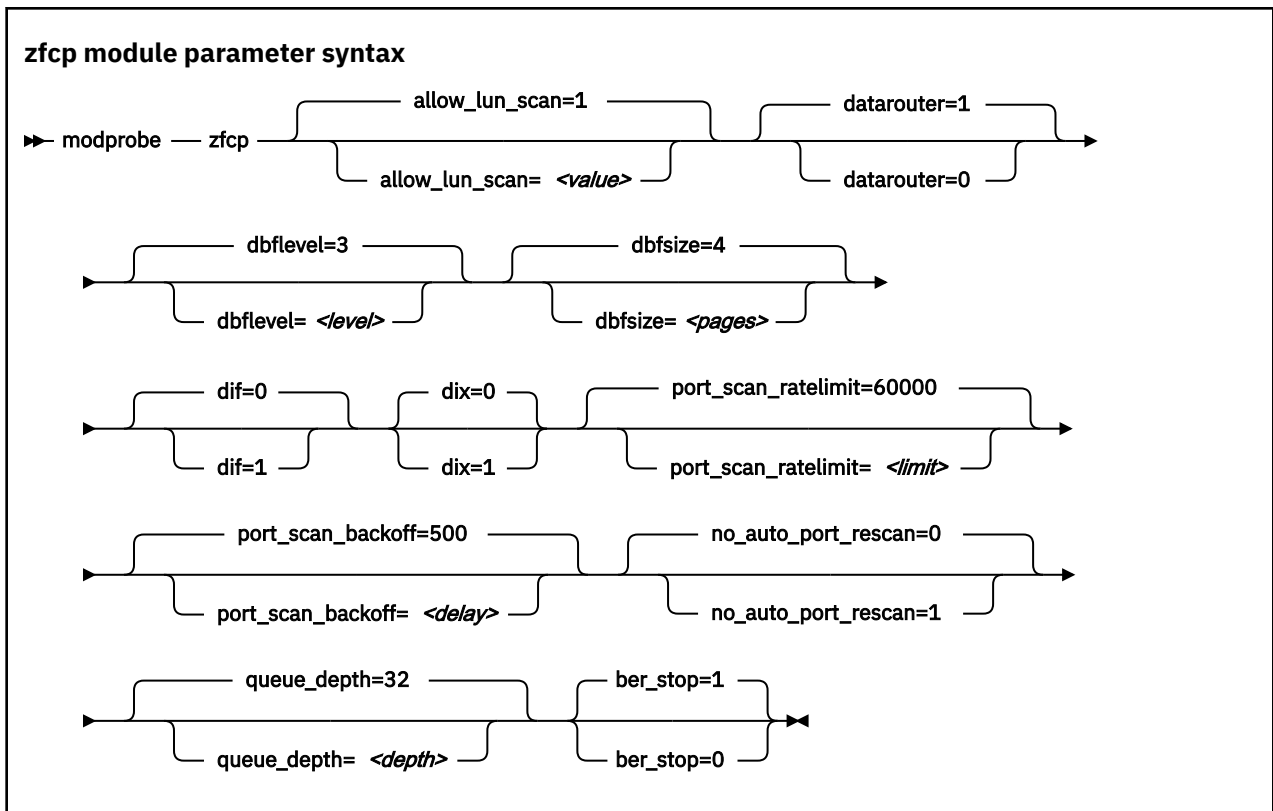 zfcp module parameter syntax
allow_lun_scan=1 datarouter=1
modprobe zfcp
allow_lun_scan= <value> datarouter=0
dbflevel=3 dbfsize=4
dbflevel= <level> dbfsize= <pages>
dif=0 dix=0 port_scan_ratelimit=60000
dif=1 dix=1 port_scan_ratelimit= <limit>
port_scan_backoff=500 no_auto_port_rescan=0
port_scan_backoff= <delay> no_auto_port_rescan=1
queue_depth=32 ber_stop=1
queue_depth= <depth> ber_stop=0